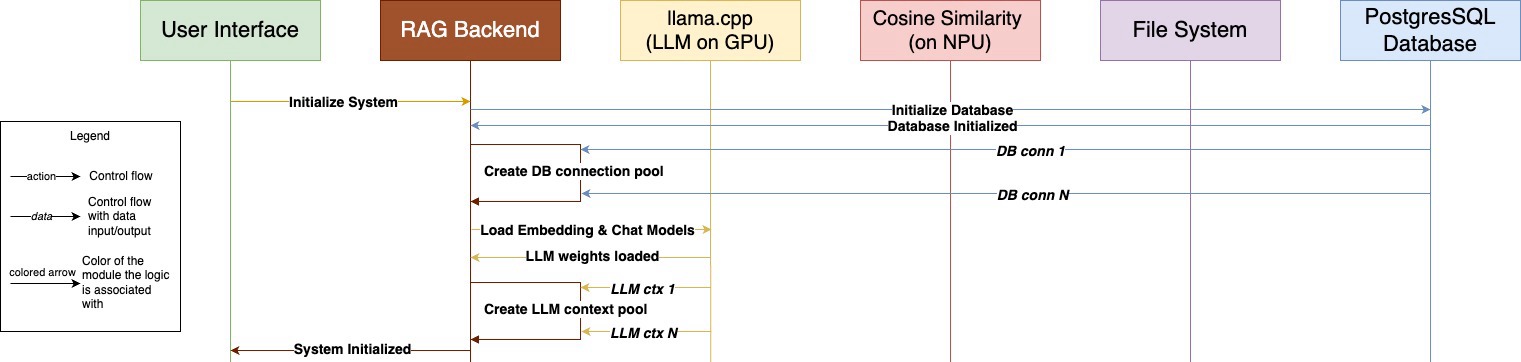 User Interface
RAG Backend
llama.cpp
(LLM on GPU)
Cosine Similarity
(on NPU)
File System
PostgresSQL
Database
Initialize System
Initialize Database
Database Initialized
Legend
action
Control flow
data
Control flow
with data
input/output
colored arrow
Color of the
module the logic
is associated
with
DB conn 1
Create DB connection pool
DB conn N
Load Embedding & Chat Models
LLM weights loaded
LLM ctx 1
Create LLM context pool
LLM ctx N
System Initialized